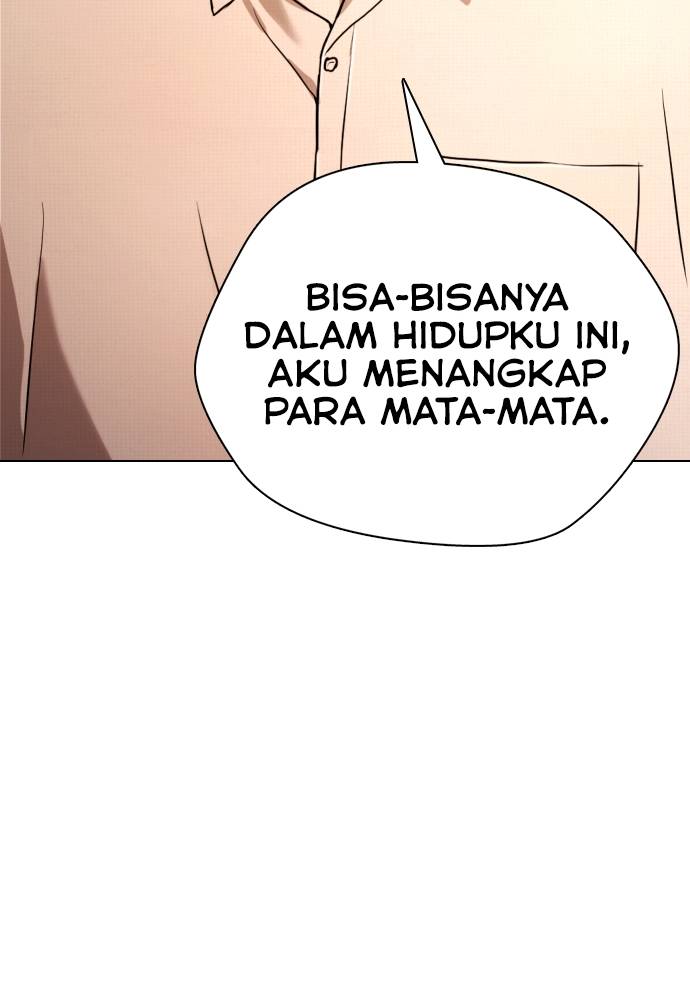 BISA-BISANYA
DALAM HIDUPKU INI,
AKU MENANGKAP
PARA MATA-MATA.